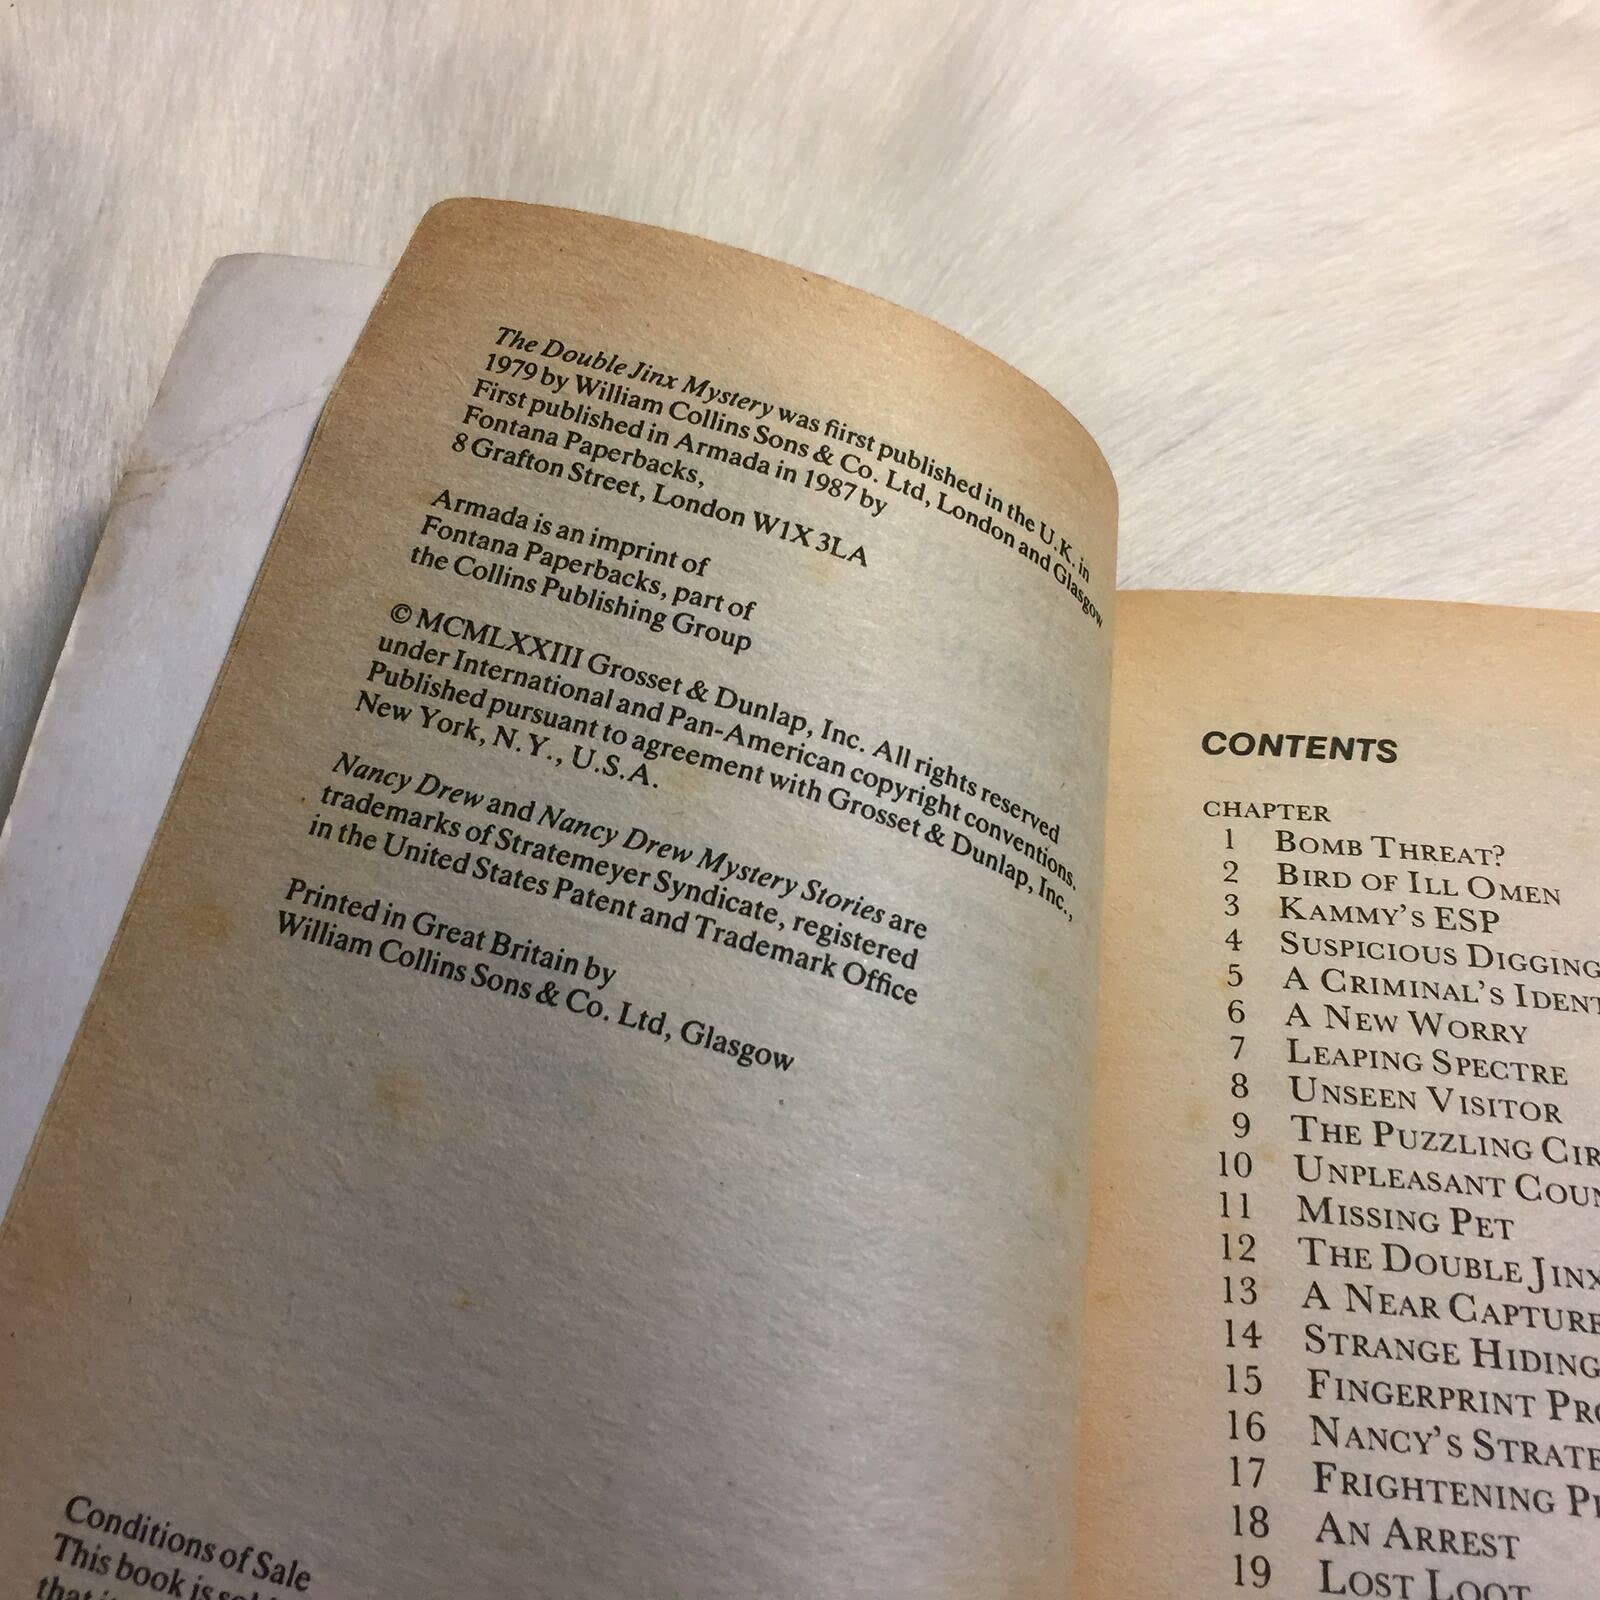 The Double Jinx Mystery was fiirst published in the U.K. in
1979 by William Collins Sons & Co. Ltd, London and Glasgow
First published in Armada in 1987 by
Fontana Paperbacks,
8 Grafton Street, London W1X 3LA
Armada is an imprint of
Fontana Paperbacks, part of
the Collins Publishing Group
© MCMLXXIII Grosset & Dunlap, Inc. All rights reserved
under International and Pan-American copyright conventions.
Published pursuant to agreement with Grosset & Dunlap, Inc.,
New York, N.Y., U.S.A.
Nancy Drew and Nancy Drew Mystery Stories are
trademarks of Stratemeyer Syndicate, registered
in the United States Patent and Trademark Office
Printed in Great Britain by
William Collins Sons & Co. Ltd, Glasgow
Conditions of Sale
This book is
CONTENTS
CHAPTER
1 BOMB THREAT?
2 BIRD OF ILL OMEN
3 KAMMY'S ESP
4 SUSPICIOUS DIGGING
5 A CRIMINAL'S
6 A NEW WORRY
7 LEAPING SPECTRE
8 UNSEEN VISITOR
9 THE PUZZLING
10 UNPLEASANT
11 MISSING PET
12 THE DOUBLE JINX
13 A NEAR CAPTURE
14 STRANGE HIDING
15 FINGERPRINT
16 NANCY'S
17 FRIGHTENING
18 AN ARREST
19 LOST LOOT